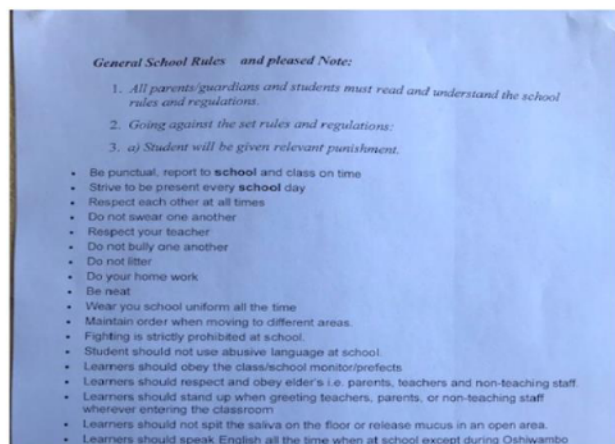 General School Rules and pleased Note:
1. All parents/guardians and students must read and understand the school
rules and regulations.
2. Going against the set rules and regulations:
3. a) Student will be given relevant punishment.
• Be punctual, report to school and class on time
• Strive to be present every school day
• Respect each other at all times
• Do not swear one another
• Respect your teacher
• Do not bully one another
• Do not litter
• Do your home work
• Be neat
• Wear you school uniform all the time
• Maintain order when moving to different areas.
• Fighting is strictly prohibited at school.
• Student should not use abusive language at school.
• Learners should obey the class/school monitor/prefects
• Learners should respect and obey elder's i.e. parents, teachers and non-teaching staff.
• Learners should stand up when greeting teachers, parents, or non-teaching staff
wherever entering the classroom
• Learners should not spit the saliva on the floor or release mucus in an open area.
• Learners should speak English all the time when at school except during Oshiwambo